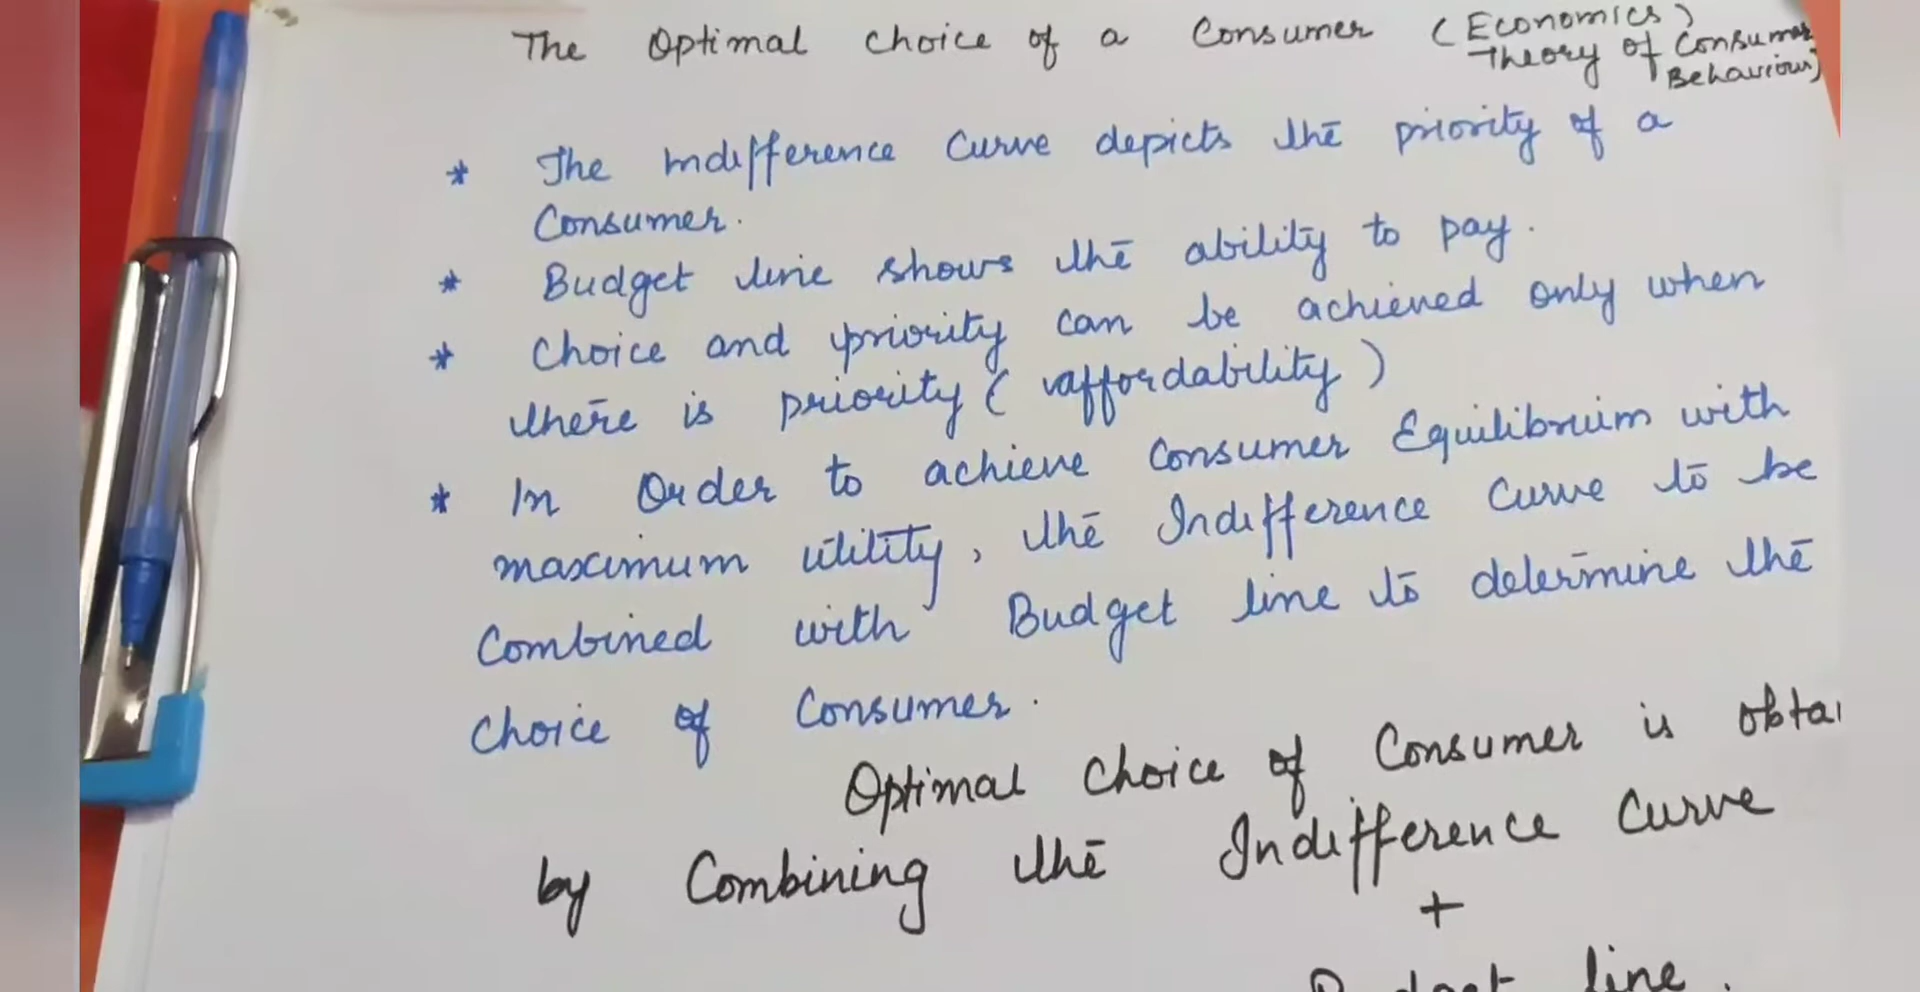 The Optimal choice of a Consumer (Economics)
Theory of Consumer
Behaviour)
* The Indifference Curve depicts the priority of a
Consumer.
* Budget line shows the ability to pay.
* Choice and priority can be achieved only when
there is priority (affordability)
* In Order to achieve Consumer Equilibrium with
maximum utility, the Indifference Curve to be
Combined with Budget line to determine the
choice of Consumer.
Optimal Choice of Consumer is obtai
by Combining the Indifference Curve
+
Budget line.